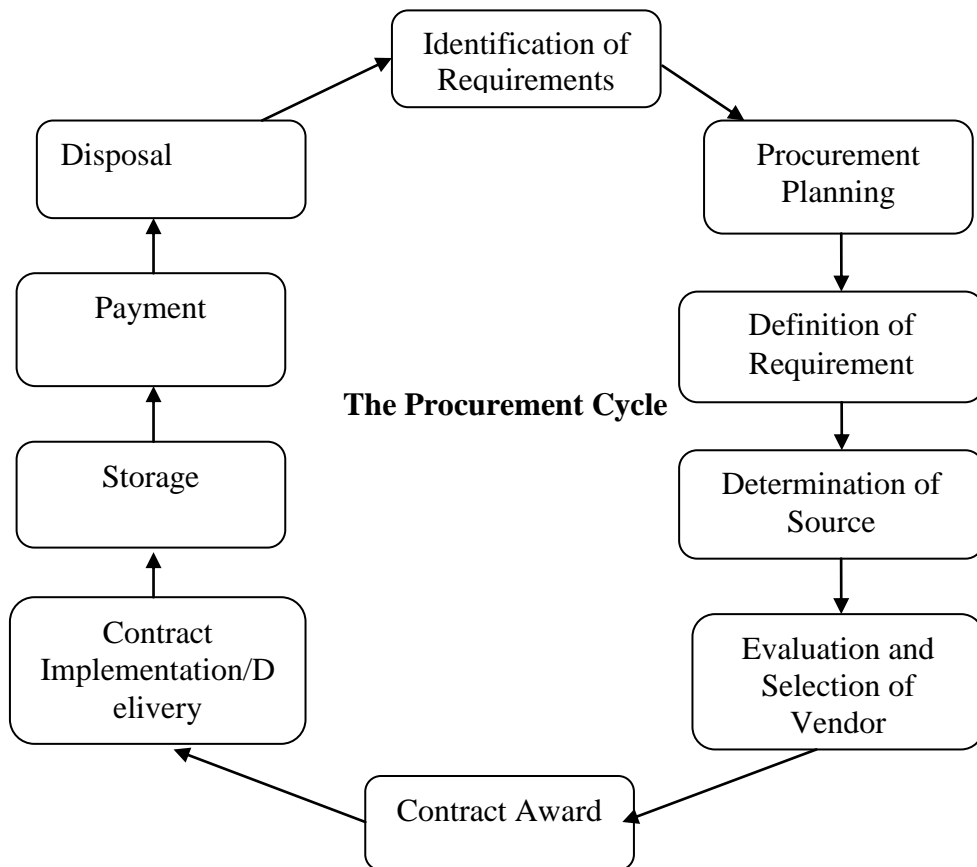 Identification of
Requirements
Procurement
Planning
Definition of
Requirement
Determination of
Source
Evaluation and
Selection of
Vendor
Contract Award
Contract
Implementation/D
elivery
Storage
Payment
Disposal
The Procurement Cycle